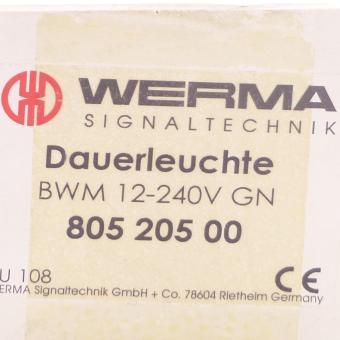 WERMA
SIGNALTECHNIK
Dauerleuchte
BWM 12-240V GN
805 205 00
U 108
CE
ERMA Signaltechnik GmbH + Co. 78604 Rietheim Germany